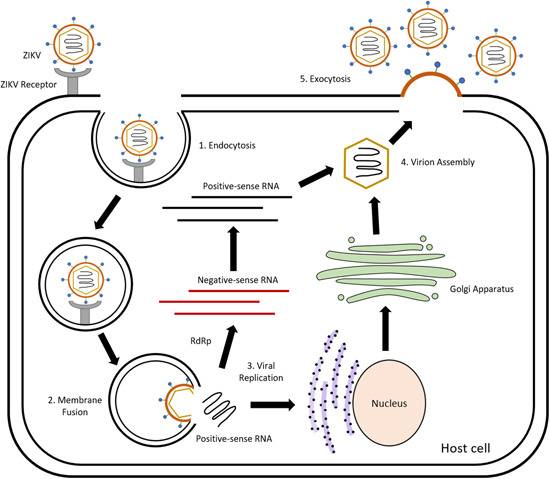 ZIKV
ZIKV Receptor
5. Exocytosis
1. Endocytosis
4. Virion Assembly
Positive-sense RNA
Negative-sense RNA
Golgi Apparatus
RdRp
3. Viral
Replication
2. Membrane
Fusion
Positive-sense RNA
Nucleus
Host cell